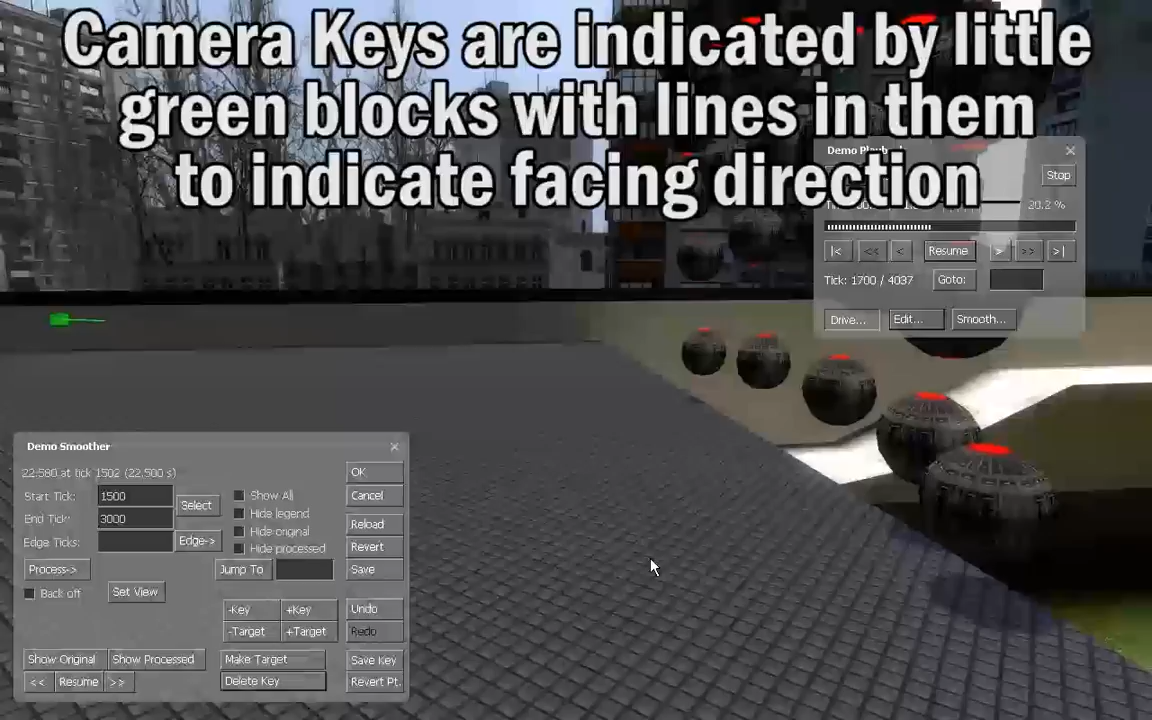 Camera Keys are indicated by little
green blocks with lines in them
to indicate facing direction
Demo
Stop
20.2 %
|< << < Resume > >> >|
Tick: 1700 / 4037 Goto:
Drive... Edit... Smooth...
Demo Smoother
22:580 at tick 1502 (22.500 s)
OK
Start Tick: 1500 Select Show All Cancel
End Tick: 3000 Hide legend
Reload
Hide original
Edge Ticks: Edge-> Hide processed Revert
Process-> Jump To Save
Back off Set View
-Key +Key Undo
-Target +Target Redo
Show Original Show Processed Make Target Save Key
<< Resume >> Delete Key Revert Pt.